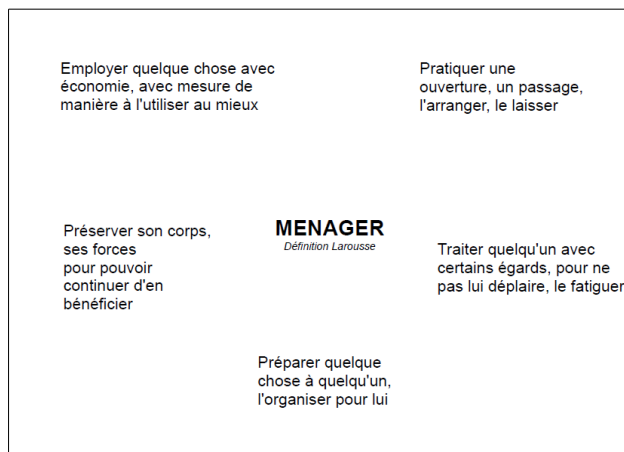 Employer quelque chose avec
économie, avec mesure de
manière à l'utiliser au mieux
Pratiquer une
ouverture, un passage,
l'arranger, le laisser
Préserver son corps,
ses forces
pour pouvoir
continuer d'en
bénéficier
MENAGER
Définition Larousse
Traiter quelqu'un avec
certains égards, pour ne
pas lui déplaire, le fatiguer
Préparer quelque
chose à quelqu'un,
l'organiser pour lui